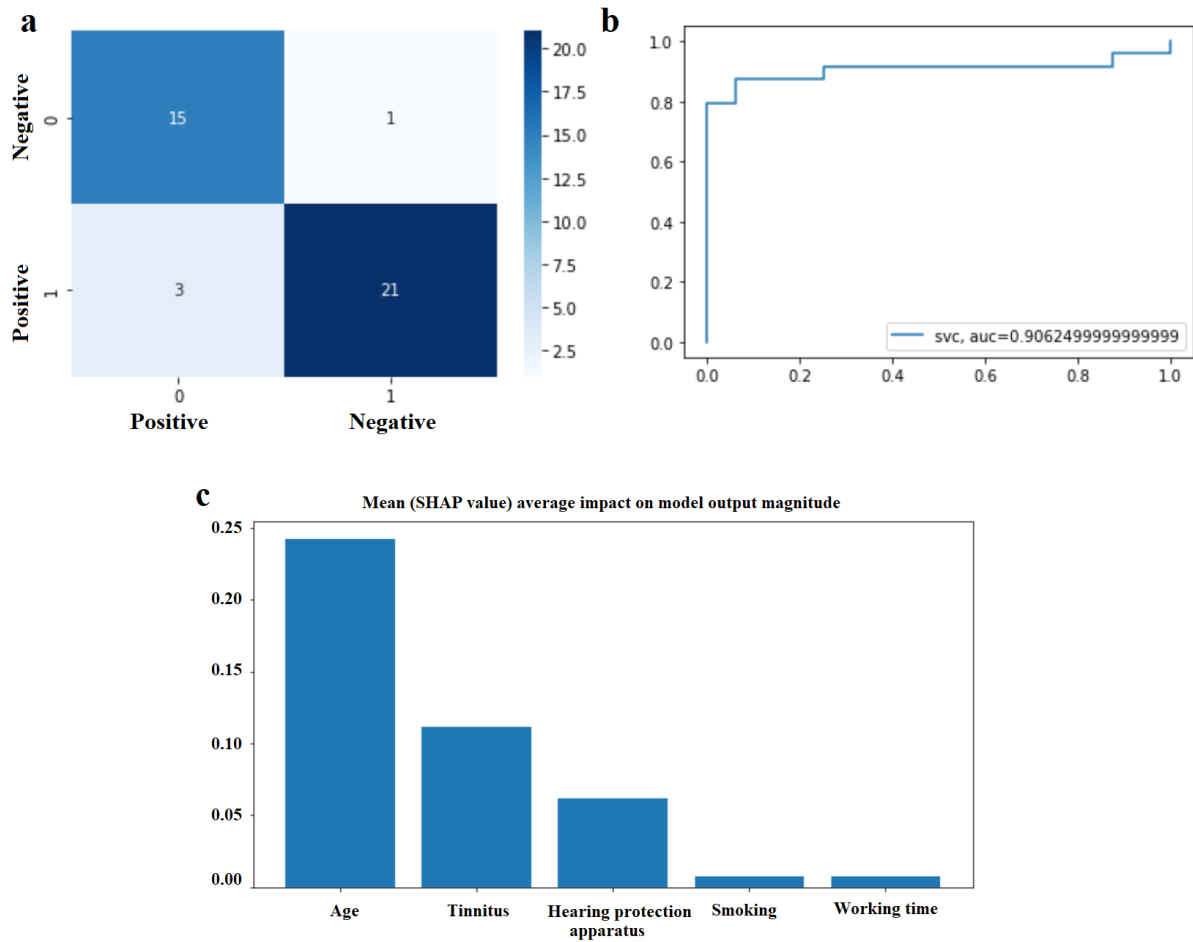 a
Negative
0
15
1
Positive
1
3
21
0
1
Positive
Negative
20.0
17.5
15.0
12.5
10.0
7.5
5.0
2.5
b
1.0
0.8
0.6
0.4
0.2
0.0
svc, auc=0.9062499999999999
0.0
0.2
0.4
0.6
0.8
1.0
c
Mean (SHAP value) average impact on model output magnitude
0.25
0.20
0.15
0.10
0.05
0.00
Age
Tinnitus
Hearing protection
apparatus
Smoking
Working time